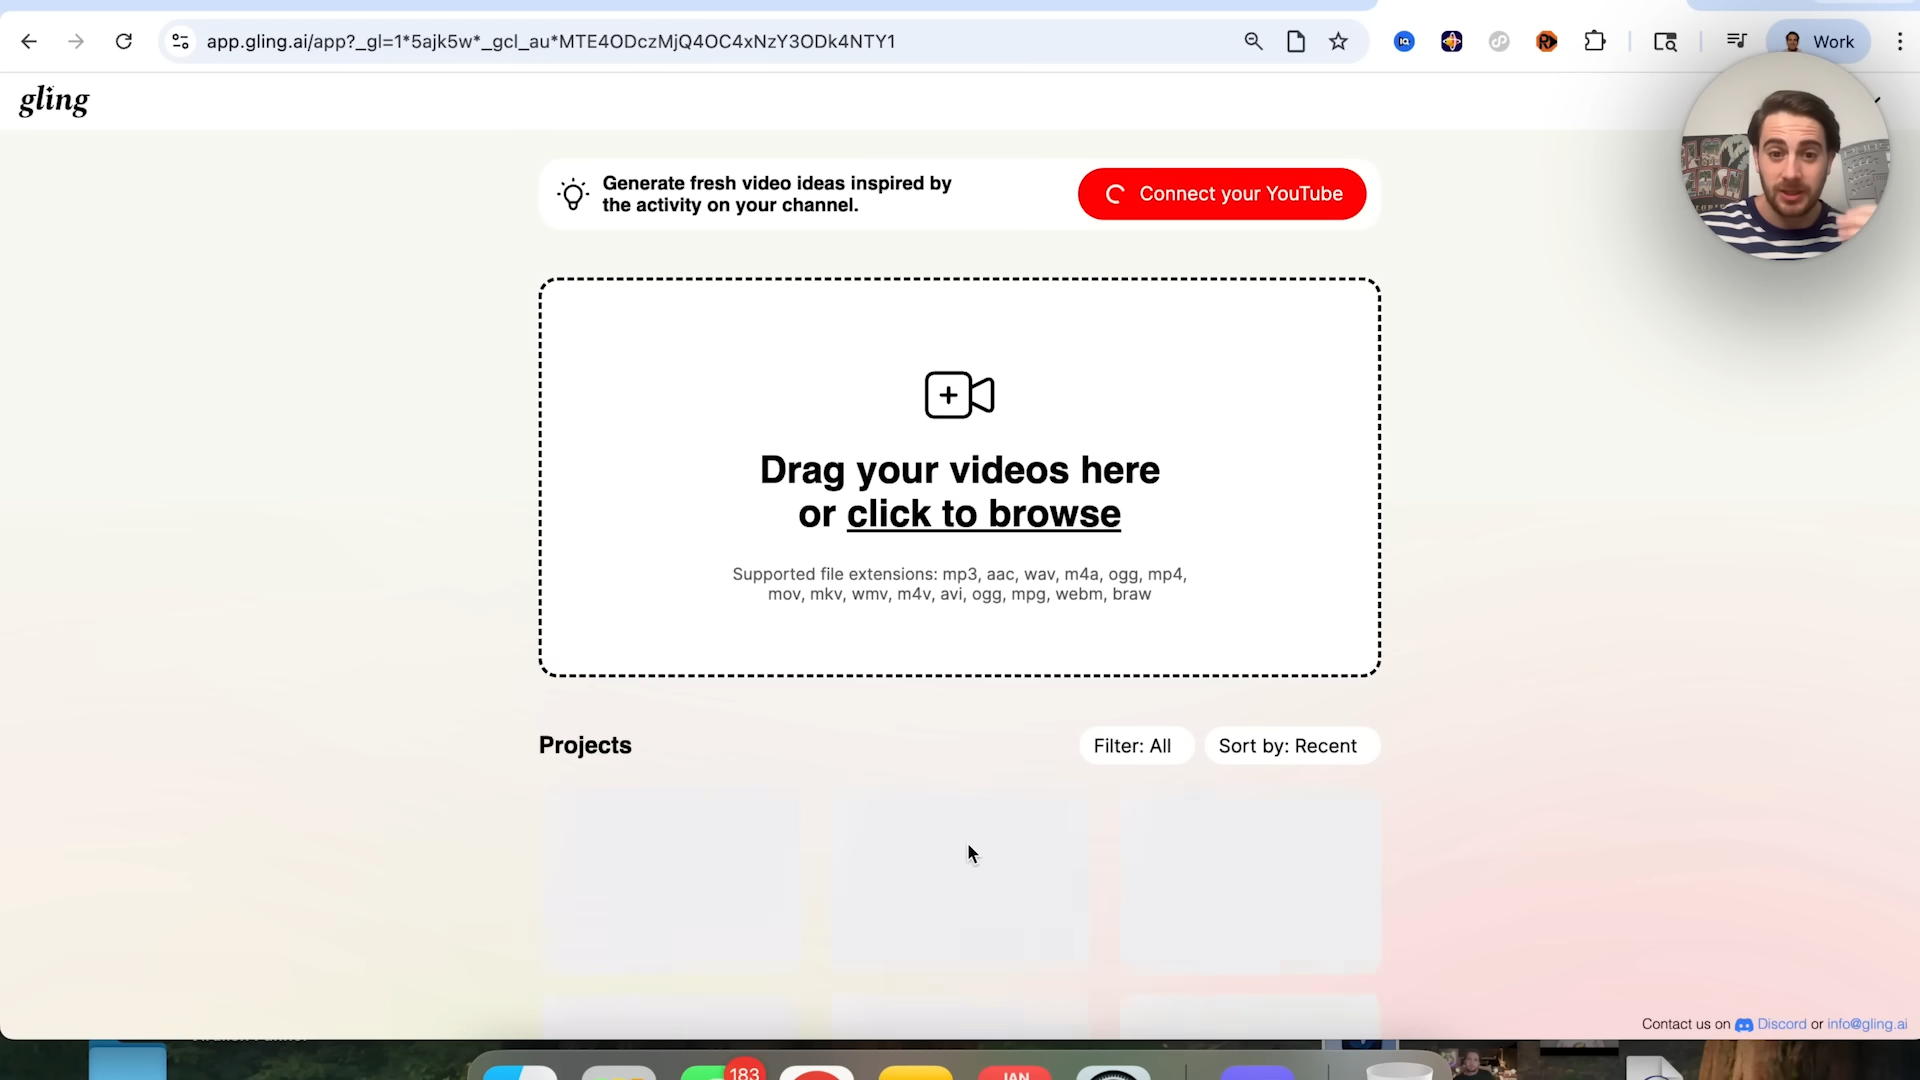 app.gling.ai/app?_gl=1*5ajk5w*_gcl_au*MTE4ODczMjQ4OC4xNzY3ODk4NTY1
Work
gling
Generate fresh video ideas inspired by
the activity on your channel.
Connect your YouTube
Drag your videos here
or click to browse
Supported file extensions: mp3, aac, wav, m4a, ogg, mp4,
mov, mkv, wmv, m4v, avi, ogg, mpg, webm, braw
Projects
Filter: All
Sort by: Recent
Contact us on Discord or info@gling.ai
183
JAN